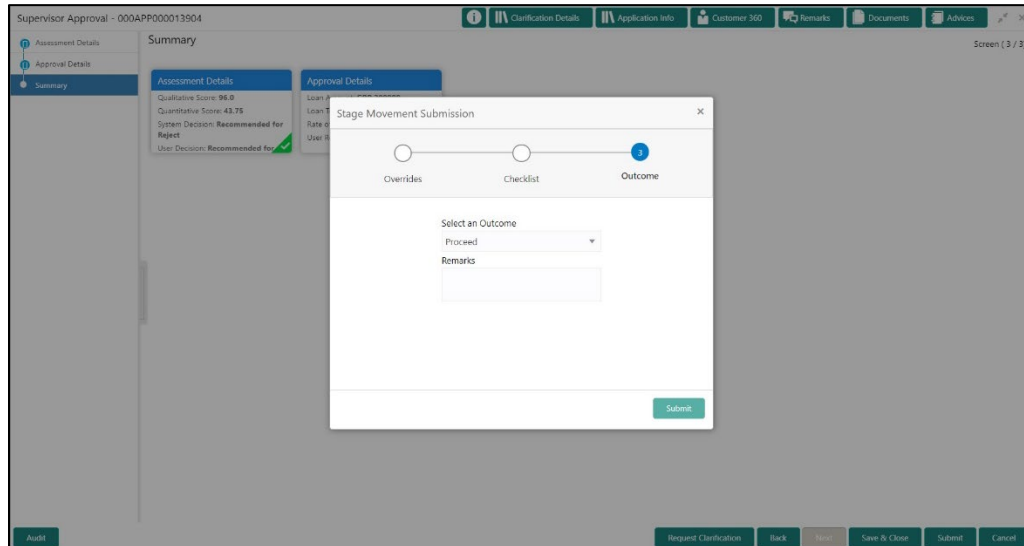 Supervisor Approval - 000APP000013904
Clarification Details
Application Info
Customer 360
Remarks
Documents
Advices
Assessment Details
Approval Details
Summary
Summary
Screen ( 3 / 3
Assessment Details
Qualitative Score: 96.0
Quantitative Score: 43.75
System Decision: Recommended for
Reject
User Decision: Recommended for
Approval Details
Loan
Loan T
Rate o
User R
Stage Movement Submission
3
Overrides
Checklist
Outcome
Select an Outcome
Proceed
Remarks
Submit
Audit
Request Clarification
Back
Next
Save & Close
Submit
Cancel